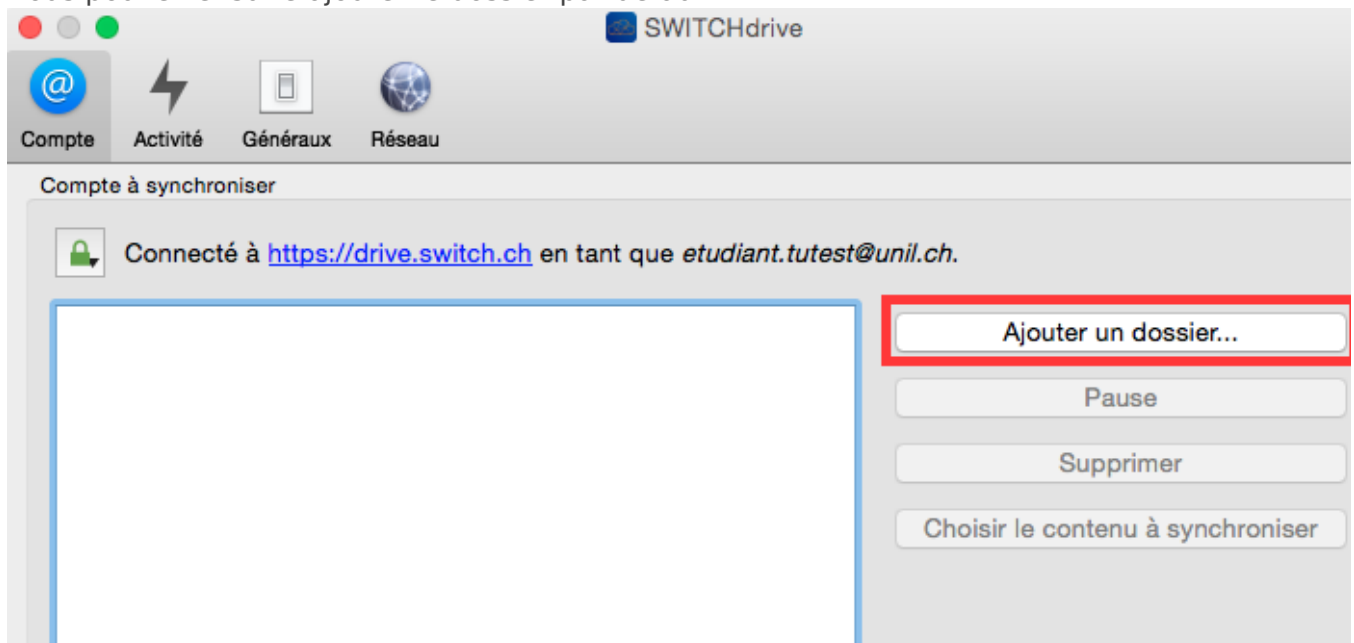 SWITCHdrive
Compte Activité Généraux Réseau
Compte à synchroniser
Connecté à https://drive.switch.ch en tant que etudiant.tutest@unil.ch.
Ajouter un dossier...
Pause
Supprimer
Choisir le contenu à synchroniser